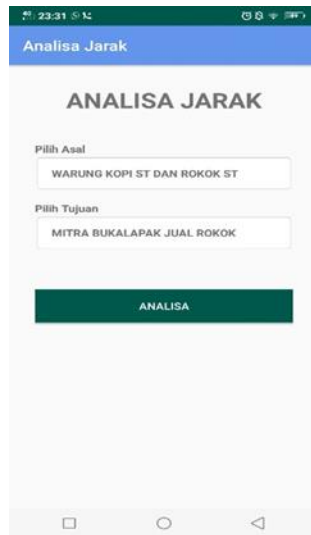 23:31
Analisa Jarak
ANALISA JARAK
Pilih Asal
WARUNG KOPI ST DAN ROKOK ST
Pilih Tujuan
MITRA BUKALAPAK JUAL ROKOK
ANALISA